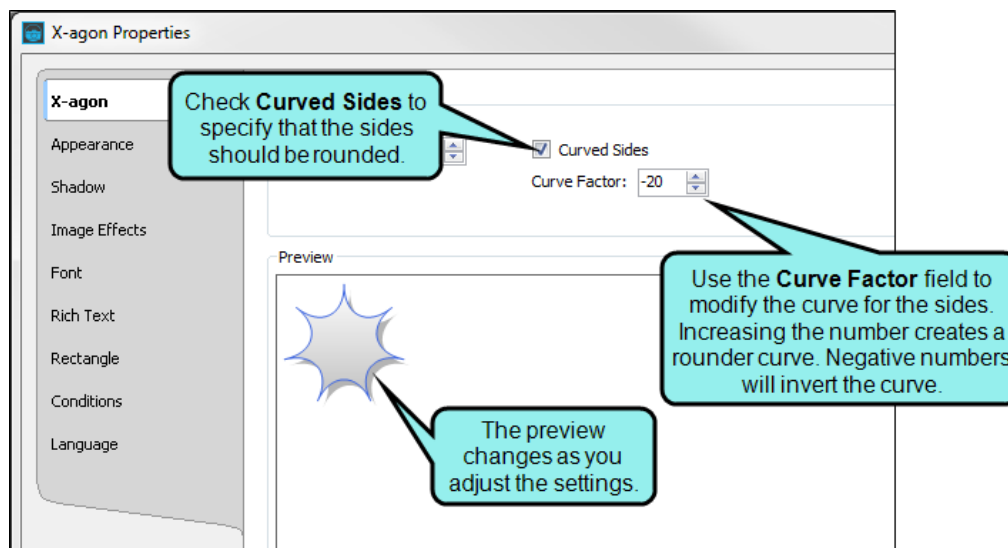 X-agon Properties
X-agon
Appearance
Shadow
Image Effects
Font
Rich Text
Rectangle
Conditions
Language
Check Curved Sides to
specify that the sides
should be rounded.
Curved Sides
Curve Factor: -20
Use the Curve Factor field to
modify the curve for the sides.
Increasing the number creates a
rounder curve. Negative numbers
will invert the curve.
Preview
The preview
changes as you
adjust the settings.